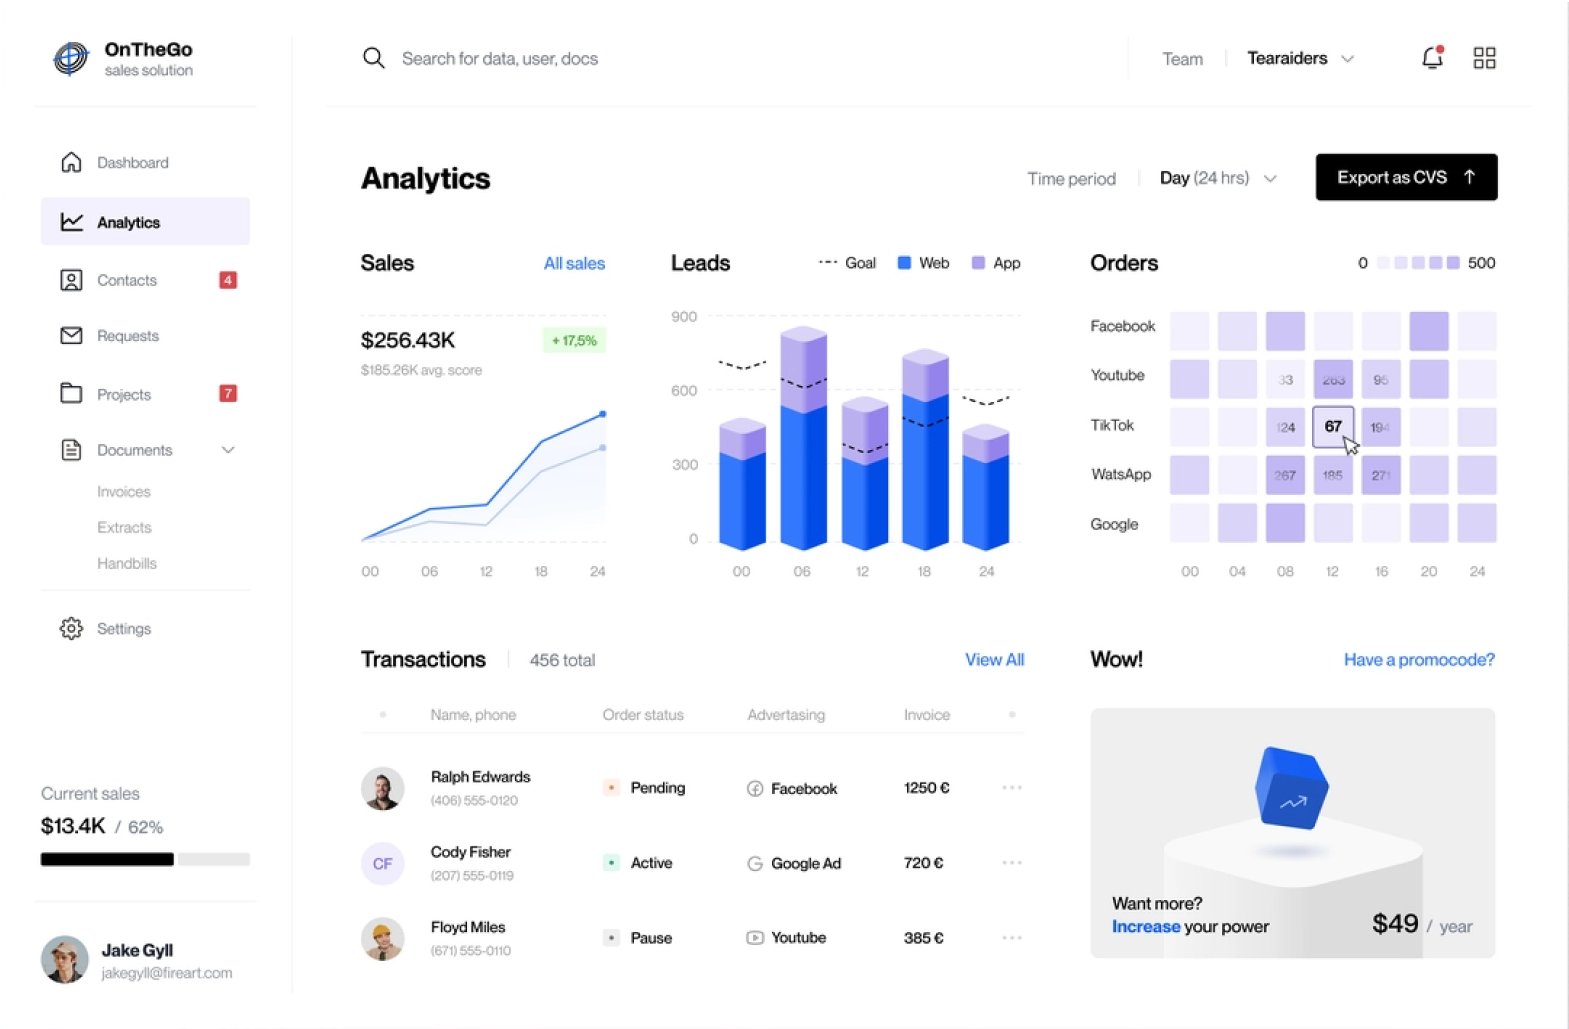 OnTheGo
sales solution
Search for data, user, docs
Team
Tearaiders
Dashboard
Analytics
Contacts
4
Requests
Projects
7
Documents
Invoices
Extracts
Handbills
Settings
Current sales
$13.4K / 62%
Jake Gyll
jakegyll@fireart.com
Analytics
Time period
Day (24 hrs)
Export as CVS
Sales
All sales
$256.43K
+ 17,5%
$185.26K avg. score
00 06 12 18 24
Leads
Goal
Web
App
900
600
300
0
00 06 12 18 24
Orders
0
500
Facebook
Youtube
33 263 95
TikTok
124 67 194
WatsApp
267 185 271
Google
00 04 08 12 16 20 24
Transactions
456 total
View All
Name, phone
Order status
Advertasing
Invoice
Ralph Edwards
(406) 555-0120
Pending
Facebook
1250 €
CF
Cody Fisher
(207) 555-0119
Active
Google Ad
720 €
Floyd Miles
(671) 555-0110
Pause
Youtube
385 €
Wow!
Have a promocode?
Want more?
Increase your power
$49 / year